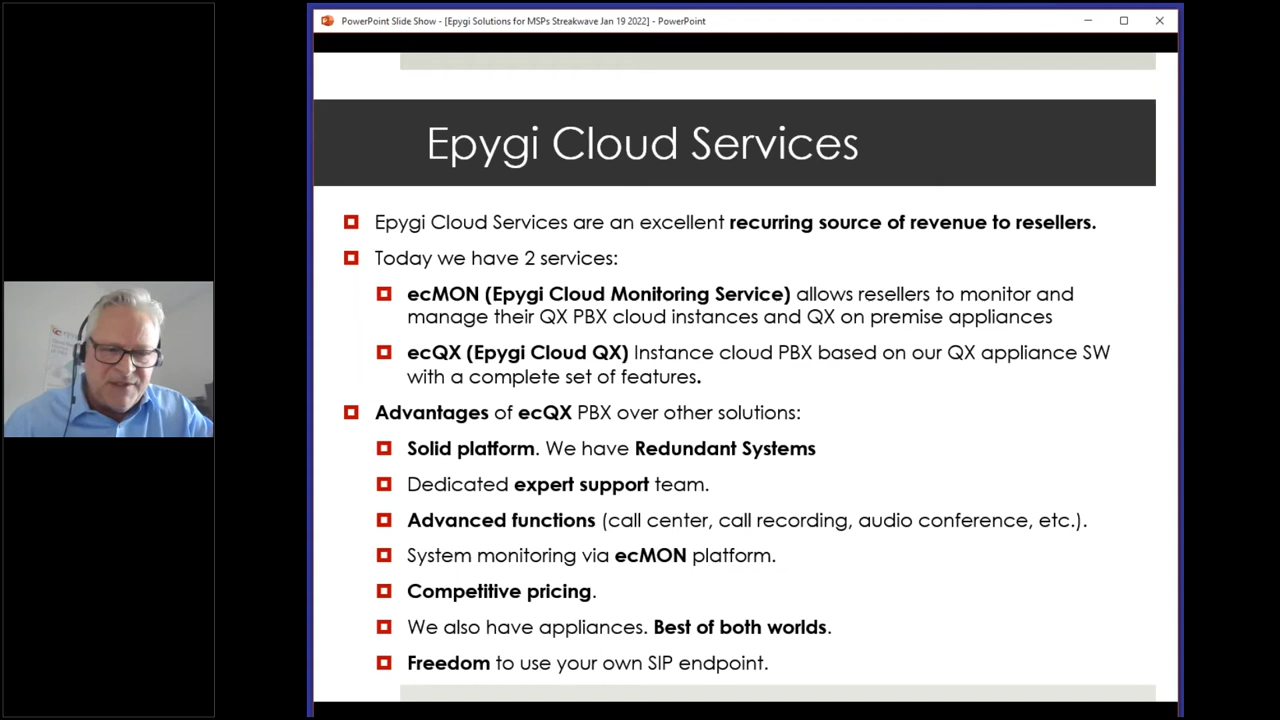 PowerPoint Slide Show - [Epygi Solutions for MSPs Streakwave Jan 19 2022] - PowerPoint
Epygi Cloud Services
Epygi Cloud Services are an excellent recurring source of revenue to resellers.
Today we have 2 services:
ecMON (Epygi Cloud Monitoring Service) allows resellers to monitor and
manage their QX PBX cloud instances and QX on premise appliances
ecQX (Epygi Cloud QX) Instance cloud PBX based on our QX appliance SW
with a complete set of features.
Advantages of ecQX PBX over other solutions:
Solid platform. We have Redundant Systems
Dedicated expert support team.
Advanced functions (call center, call recording, audio conference, etc.).
System monitoring via ecMON platform.
Competitive pricing.
We also have appliances. Best of both worlds.
Freedom to use your own SIP endpoint.